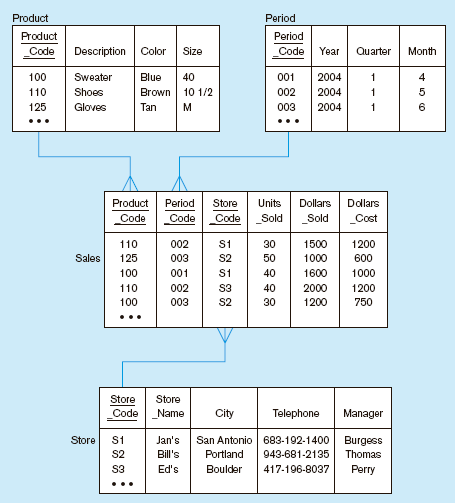 Product
Product _Code Description Color Size
100 Sweater Blue 40
110 Shoes Brown 10 1/2
125 Gloves Tan M
•••
Period
Period _Code Year Quarter Month
001 2004 1 4
002 2004 1 5
003 2004 1 6
•••
Sales
Product _Code Period _Code Store _Code Units _Sold Dollars _Sold Dollars _Cost
110 002 S1 30 1500 1200
125 003 S2 50 1000 600
100 001 S1 40 1600 1000
110 002 S3 40 2000 1200
100 003 S2 30 1200 750
•••
Store
Store _Code Store _Name City Telephone Manager
S1 Jan's San Antonio 683-192-1400 Burgess
S2 Bill's Portland 943-681-2135 Thomas
S3 Ed's Boulder 417-196-8037 Perry
•••